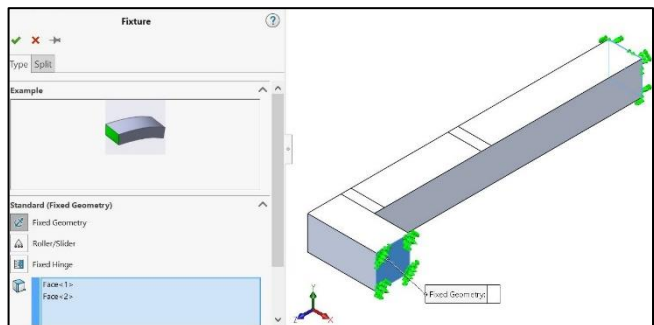 Fixture
Type Split
Example
Standard (Fixed Geometry)
Fixed Geometry
Roller/Slider
Fixed Hinge
Face<1>
Face<2>
Fixed Geometry:
Y
Z
X